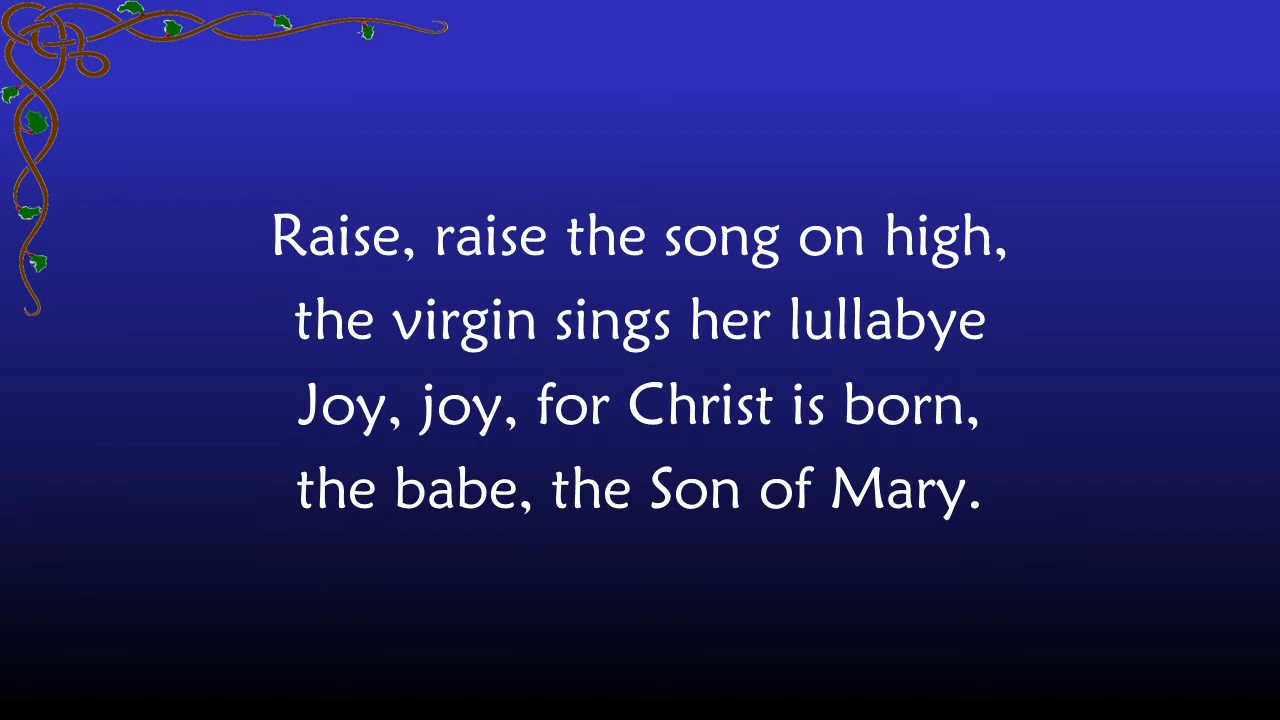 Raise, raise the song on high,
the virgin sings her lullabye
Joy, joy, for Christ is born,
the babe, the Son of Mary.